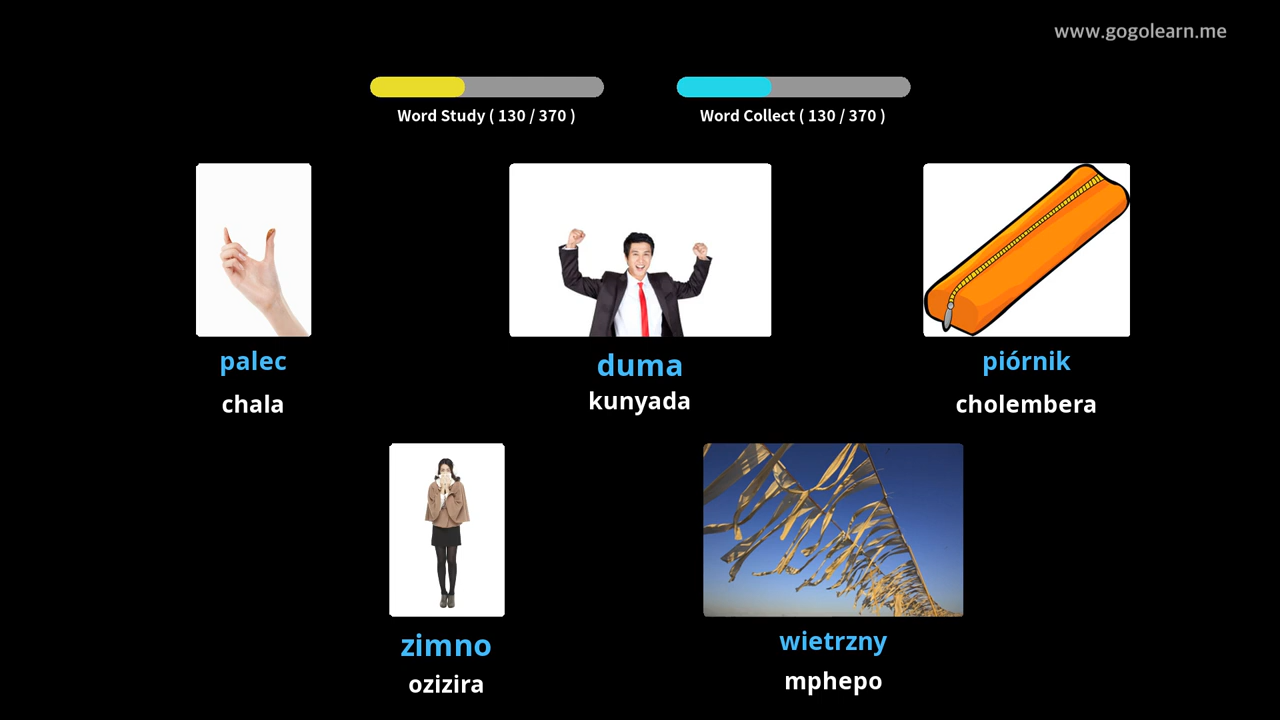 www.gogolearn.me
Word Study ( 130 / 370 )
Word Collect ( 130 / 370 )
palec
chala
duma
kunyada
piórnik
cholembera
zimno
ozizira
wietrzny
mphepo